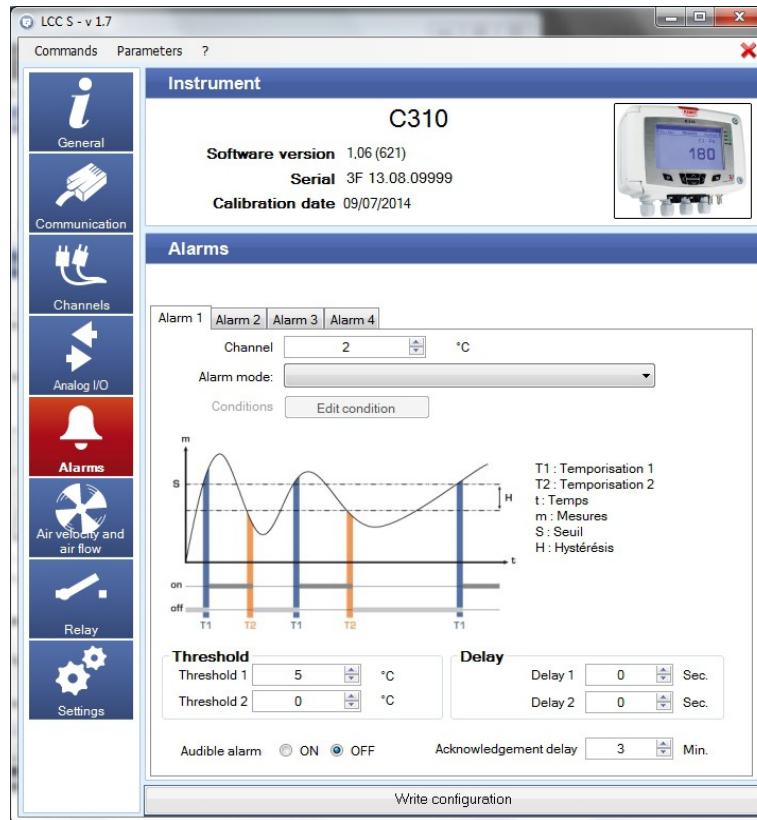 LCC S - v 1.7
Commands Parameters ?
General
Communication
Channels
Analog I/O
Alarms
Air velocity and
air flow
Relay
Settings
Instrument
C310
Software version 1,06 (621)
Serial 3F 13.08.09999
Calibration date 09/07/2014
180
Alarms
Alarm 1 Alarm 2 Alarm 3 Alarm 4
Channel 2 °C
Alarm mode:
Conditions Edit condition
m
S
H
t
on
off
T1 T2 T1 T2 T1
T1 : Temporisation 1
T2 : Temporisation 2
t : Temps
m : Mesures
S : Seuil
H : Hystérésis
Threshold
Threshold 1 5 °C
Threshold 2 0 °C
Delay
Delay 1 0 Sec.
Delay 2 0 Sec.
Audible alarm ON OFF
Acknowledgement delay 3 Min.
Write configuration